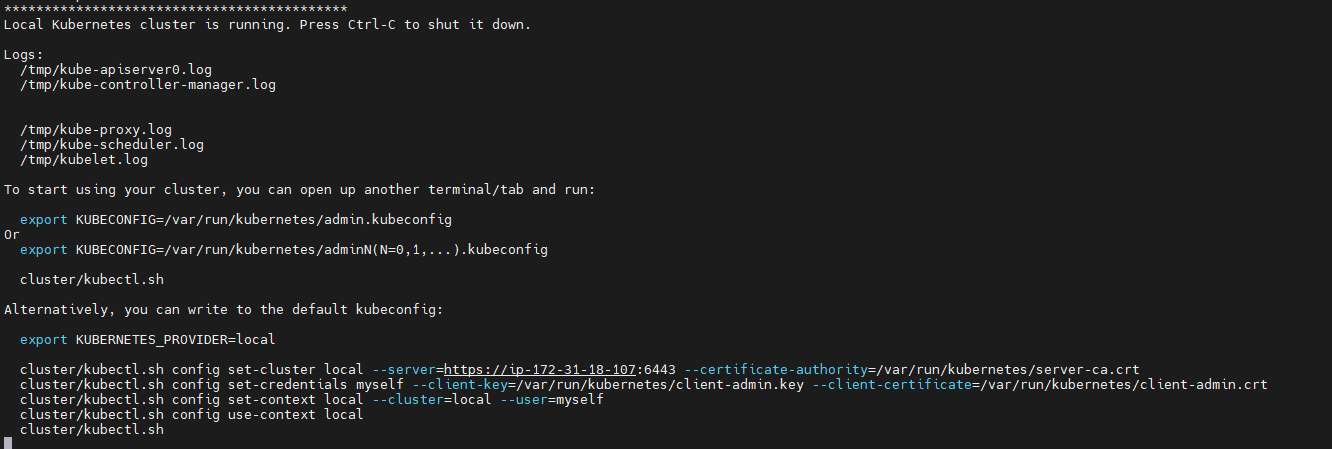 *******************************************
Local Kubernetes cluster is running. Press Ctrl-C to shut it down.
Logs:
/tmp/kube-apiserver0.log
/tmp/kube-controller-manager.log
/tmp/kube-proxy.log
/tmp/kube-scheduler.log
/tmp/kubelet.log
To start using your cluster, you can open up another terminal/tab and run:
export KUBECONFIG=/var/run/kubernetes/admin.kubeconfig
Or
export KUBECONFIG=/var/run/kubernetes/adminN(N=0,1,...).kubeconfig
cluster/kubectl.sh
Alternatively, you can write to the default kubeconfig:
export KUBERNETES_PROVIDER=local
cluster/kubectl.sh config set-cluster local --server=https://ip-172-31-18-107:6443 --certificate-authority=/var/run/kubernetes/server-ca.crt
cluster/kubectl.sh config set-credentials myself --client-key=/var/run/kubernetes/client-admin.key --client-certificate=/var/run/kubernetes/client-admin.crt
cluster/kubectl.sh config set-context local --cluster=local --user=myself
cluster/kubectl.sh config use-context local
cluster/kubectl.sh